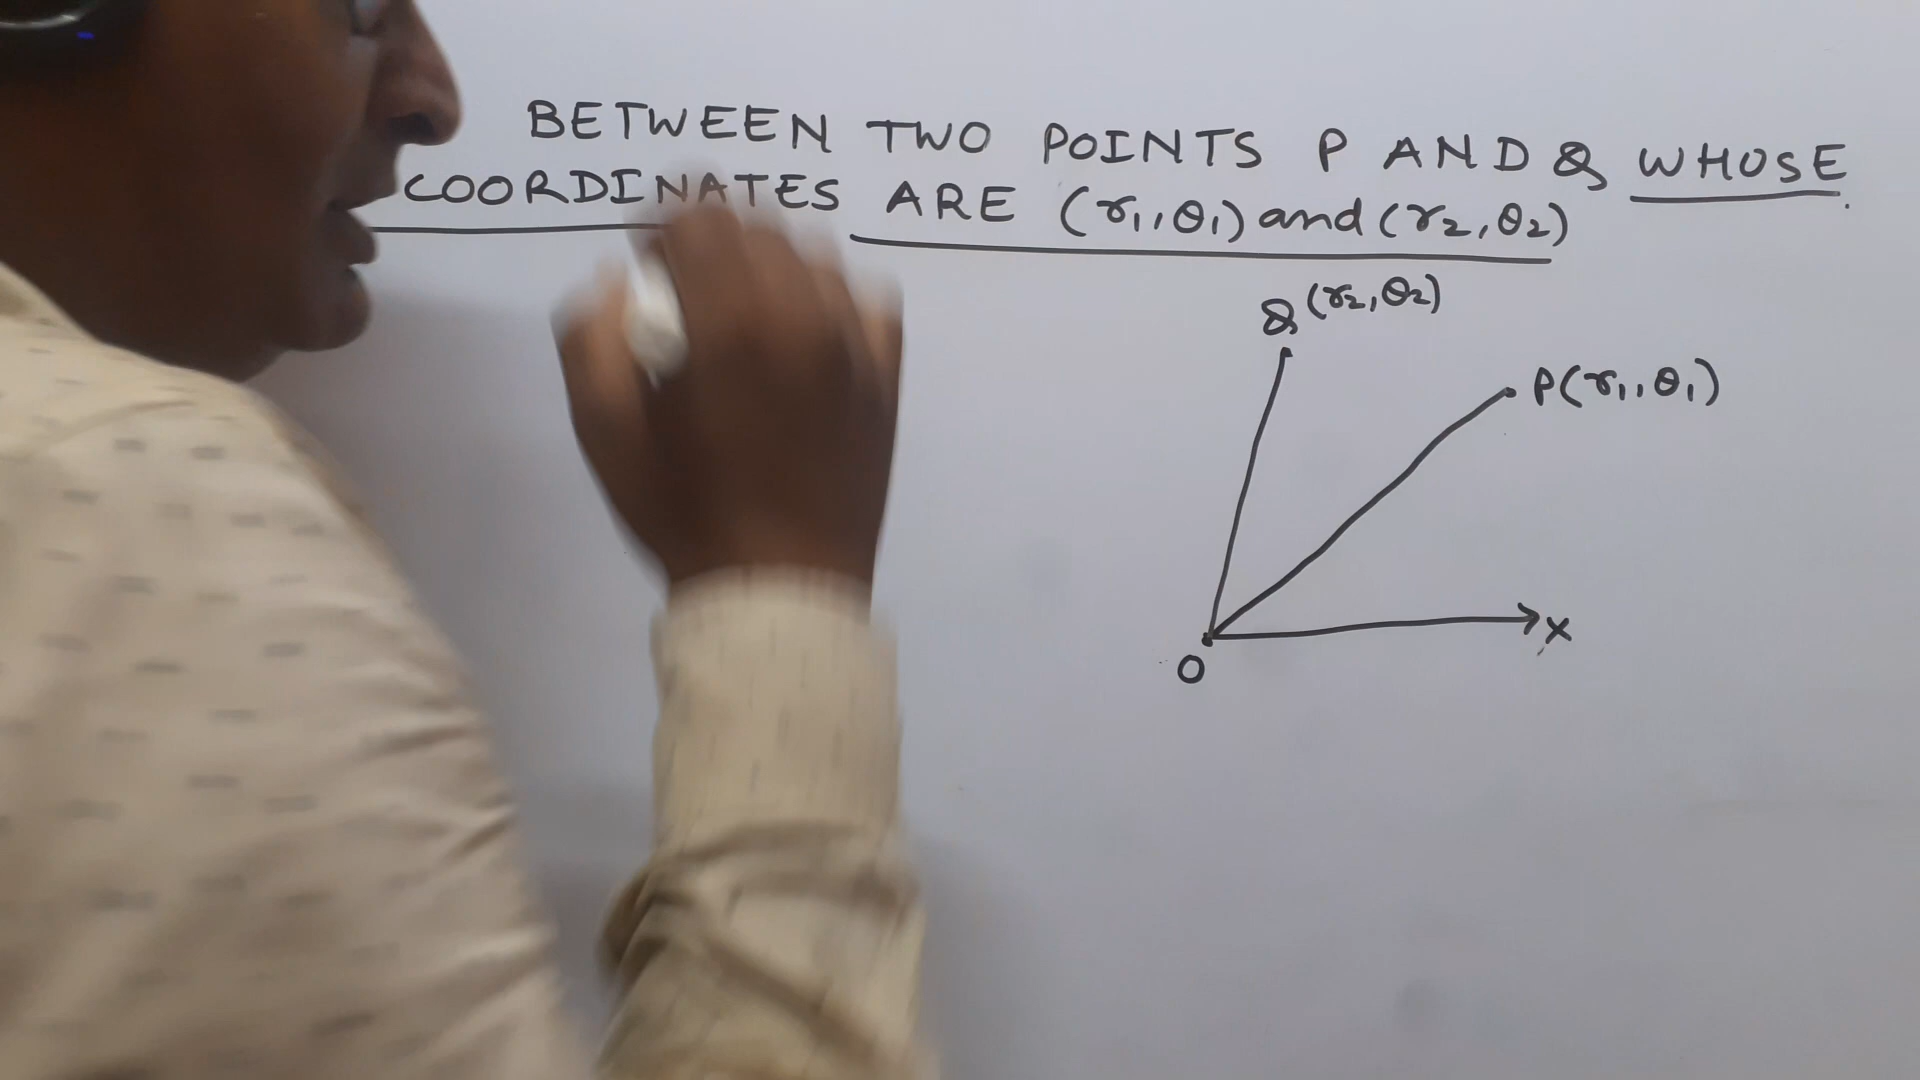 BETWEEN TWO POINTS P AND Q WHOSE
COORDINATES ARE (r1,θ1) and (r2,θ2)
Q (r2,θ2)
P(r1,θ1)
X
O